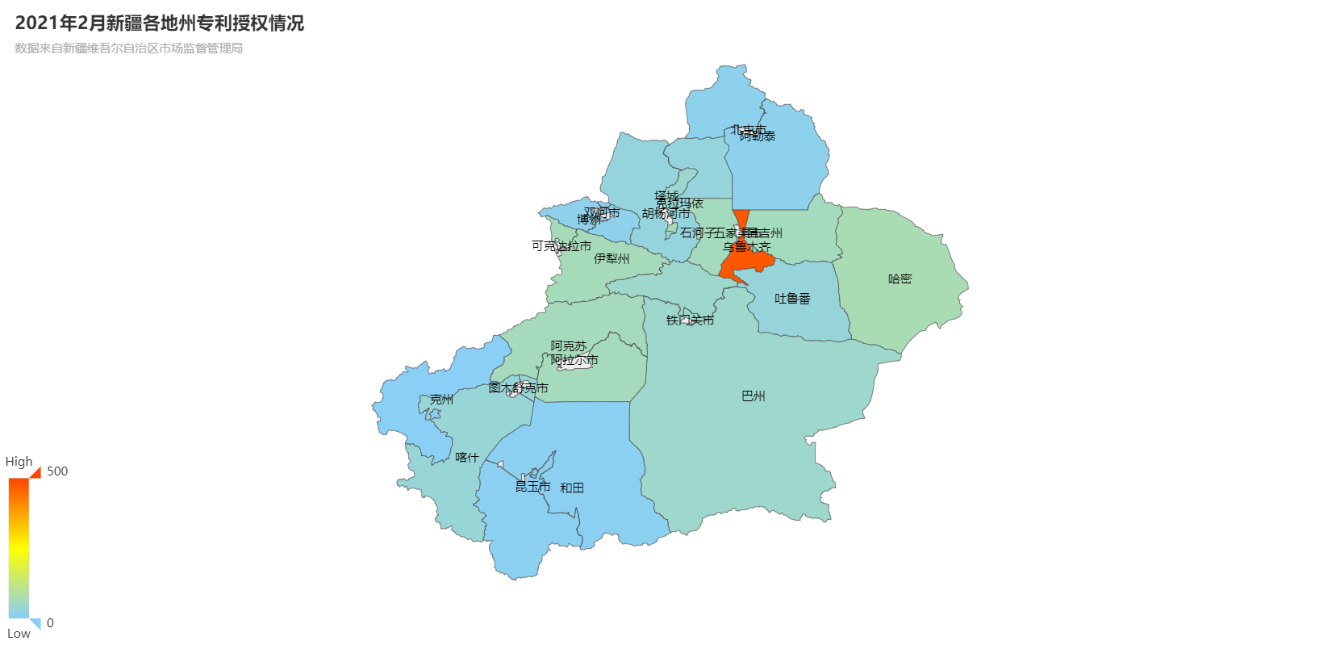 2021年2月新疆各地州专利授权情况
数据来自新疆维吾尔自治区市场监督管理局
北屯市
阿勒泰
塔城
克拉玛依
双河市
胡杨河市
博州
石河子
五家渠市
昌吉州
可克达拉市
乌鲁木齐
伊犁州
哈密
吐鲁番
铁门关市
阿克苏
阿拉尔市
图木舒克市
巴州
克州
喀什
昆玉市
和田
High
500
0
Low